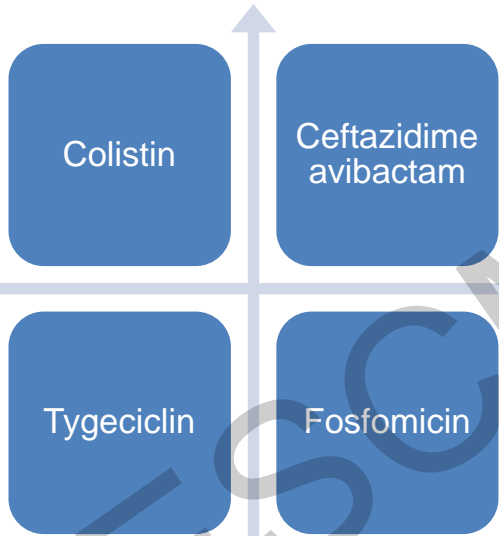 Colistin
Ceftazidime
avibactam
Tygeciclin
Fosfomicin